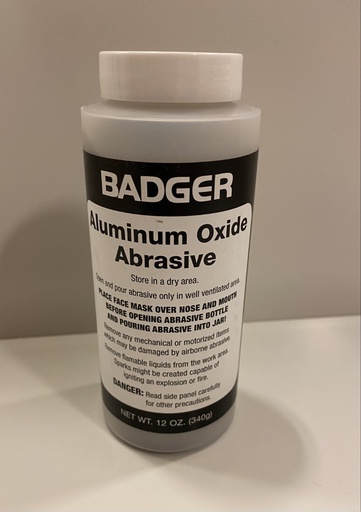 BADGER
Aluminum Oxide
Abrasive
Store in a dry area.
Open and pour abrasive only in well ventilated area.
PLACE FACE MASK OVER NOSE AND MOUTH
BEFORE OPENING ABRASIVE BOTTLE
AND POURING ABRASIVE INTO JAR!
Remove any mechanical or motorized items
which may be damaged by airborne abrasive.
Remove flamable liquids from the work area.
Sparks might be created capable of
igniting an explosion or fire.
DANGER: Read side panel carefully
for other precautions.
NET WT. 12 OZ. (340g)